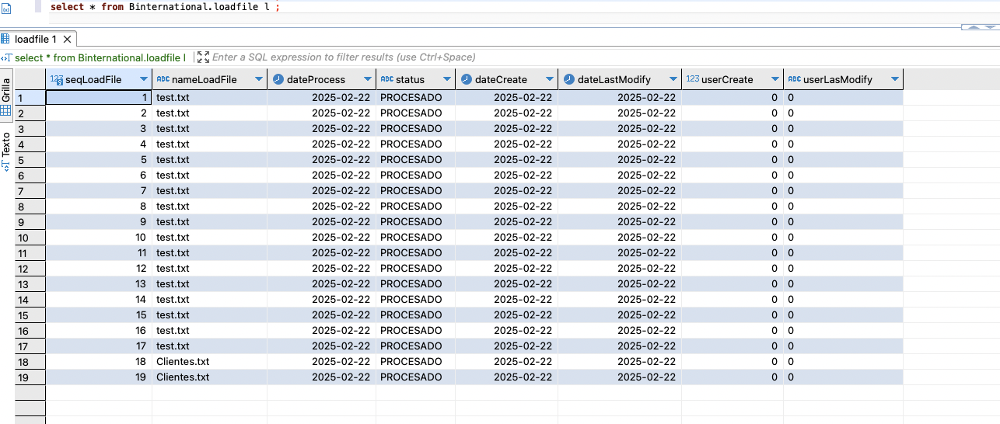 select * from Binternational.loadfile l ;
loadfile 1
select * from Binternational.loadfile l Enter a SQL expression to filter results (use Ctrl+Space)
Grilla
Texto
123 seqLoadFile ABC nameLoadFile dateProcess ABC status dateCreate dateLastModify 123 userCreate ABC userLasModify
1 1 test.txt 2025-02-22 PROCESADO 2025-02-22 2025-02-22 0 0
2 2 test.txt 2025-02-22 PROCESADO 2025-02-22 2025-02-22 0 0
3 3 test.txt 2025-02-22 PROCESADO 2025-02-22 2025-02-22 0 0
4 4 test.txt 2025-02-22 PROCESADO 2025-02-22 2025-02-22 0 0
5 5 test.txt 2025-02-22 PROCESADO 2025-02-22 2025-02-22 0 0
6 6 test.txt 2025-02-22 PROCESADO 2025-02-22 2025-02-22 0 0
7 7 test.txt 2025-02-22 PROCESADO 2025-02-22 2025-02-22 0 0
8 8 test.txt 2025-02-22 PROCESADO 2025-02-22 2025-02-22 0 0
9 9 test.txt 2025-02-22 PROCESADO 2025-02-22 2025-02-22 0 0
10 10 test.txt 2025-02-22 PROCESADO 2025-02-22 2025-02-22 0 0
11 11 test.txt 2025-02-22 PROCESADO 2025-02-22 2025-02-22 0 0
12 12 test.txt 2025-02-22 PROCESADO 2025-02-22 2025-02-22 0 0
13 13 test.txt 2025-02-22 PROCESADO 2025-02-22 2025-02-22 0 0
14 14 test.txt 2025-02-22 PROCESADO 2025-02-22 2025-02-22 0 0
15 15 test.txt 2025-02-22 PROCESADO 2025-02-22 2025-02-22 0 0
16 16 test.txt 2025-02-22 PROCESADO 2025-02-22 2025-02-22 0 0
17 17 test.txt 2025-02-22 PROCESADO 2025-02-22 2025-02-22 0 0
18 18 Clientes.txt 2025-02-22 PROCESADO 2025-02-22 2025-02-22 0 0
19 19 Clientes.txt 2025-02-22 PROCESADO 2025-02-22 2025-02-22 0 0